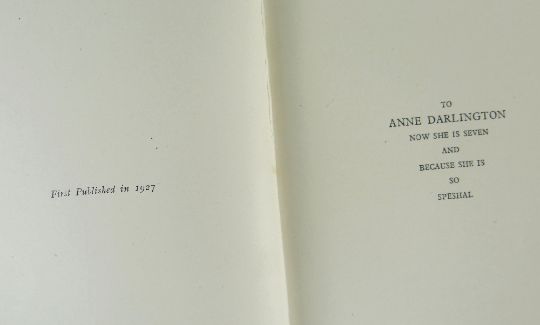 First Published in 1927
TO
ANNE DARLINGTON
NOW SHE IS SEVEN
AND
BECAUSE SHE IS
SO
SPESHAL